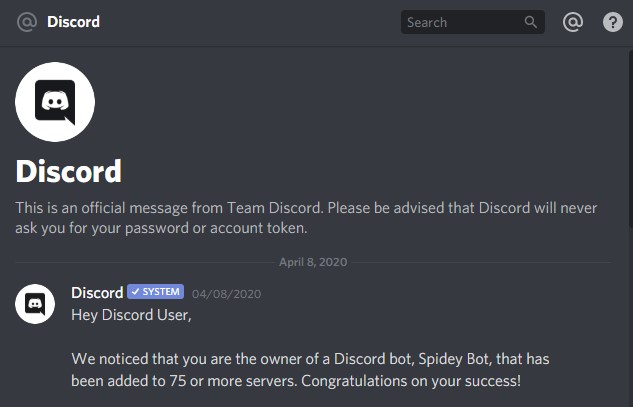 Discord
Search
Discord
This is an official message from Team Discord. Please be advised that Discord will never
ask you for your password or account token.
April 8, 2020
Discord SYSTEM 04/08/2020
Hey Discord User,
We noticed that you are the owner of a Discord bot, Spidey Bot, that has
been added to 75 or more servers. Congratulations on your success!